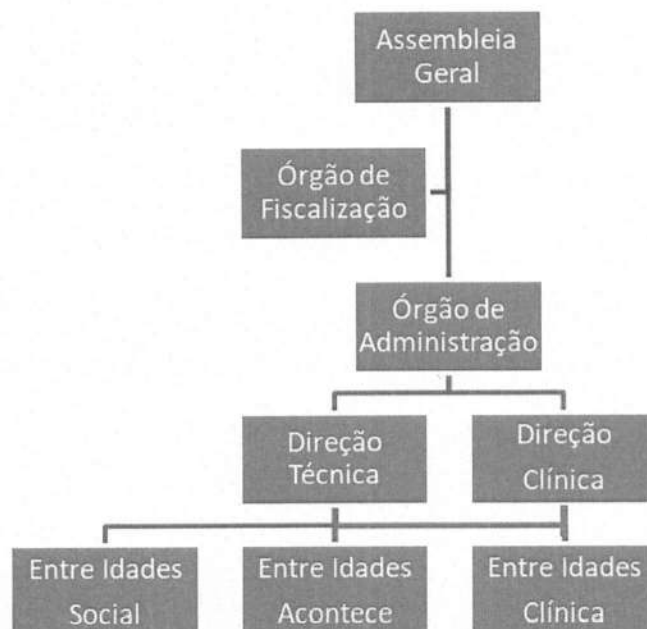 Assembleia
Geral
Órgão de
Fiscalização
Órgão de
Administração
Direção
Técnica
Direção
Clínica
Entre Idades
Social
Entre Idades
Acontece
Entre Idades
Clínica